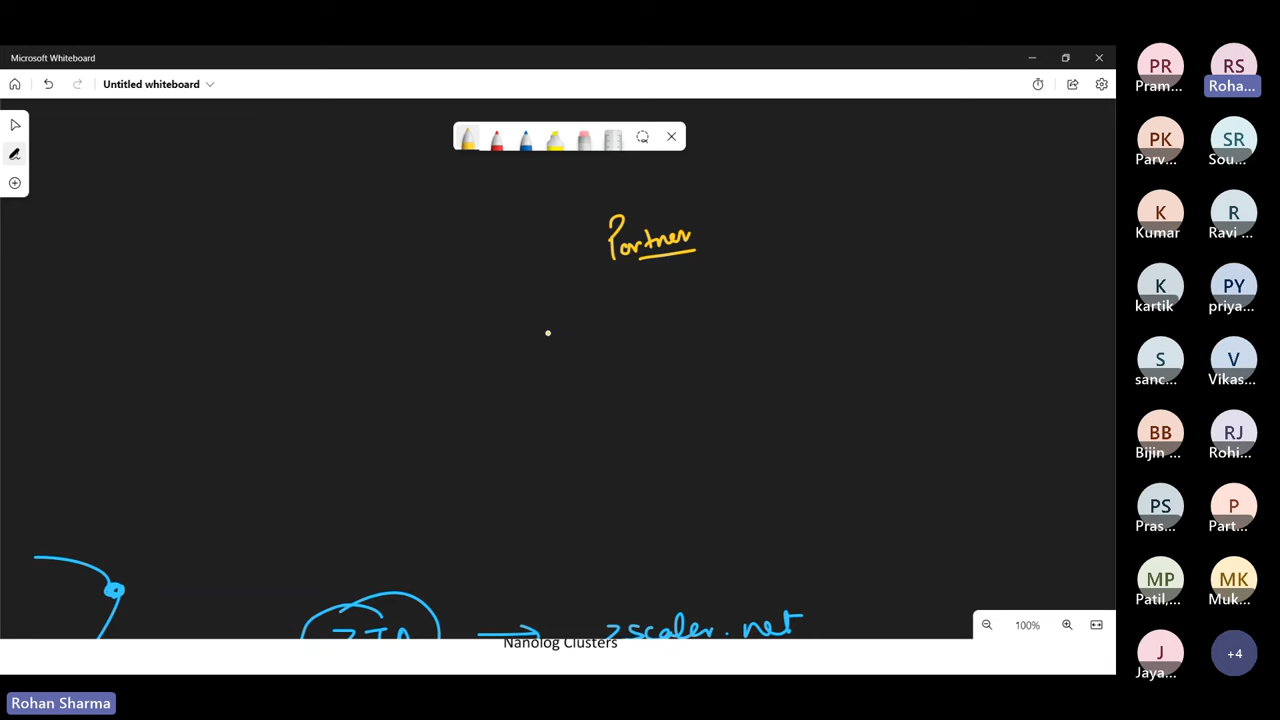 Microsoft Whiteboard
Untitled whiteboard
Partner
ZIA
zscaler.net
100%
Nanolog Clusters
PR
Pram...
RS
Roha...
PK
Parv...
SR
Sou...
K
Kumar
R
Ravi ...
K
kartik
PY
priya...
S
sanc...
V
Vikas...
BB
Bijin ...
RJ
Rohi...
PS
Pras...
P
Part...
MP
Patil,...
MK
Muk...
J
Jaya...
+4
Rohan Sharma